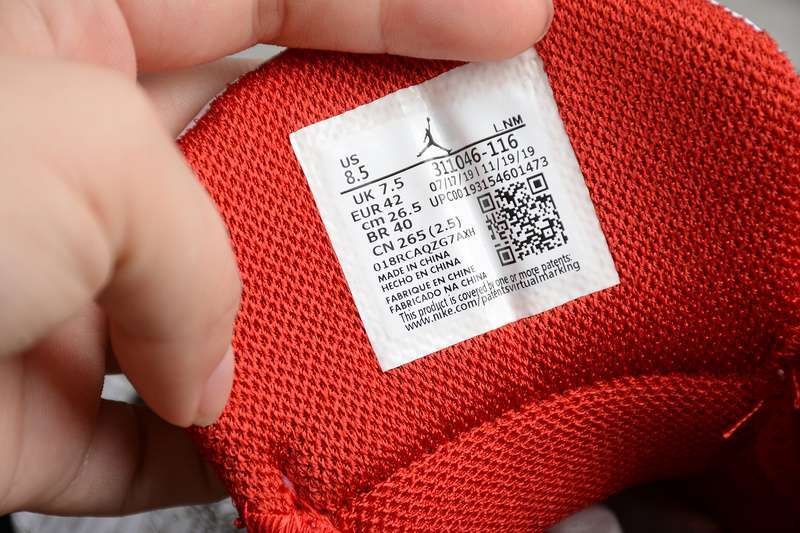 LNM
US
8.5
311046-116
UK 7.5
07/17/19 | 11/19/19
EUR 42
UPC00193154601473
cm 26.5
BR 40
CN 265 (2.5)
018RCAQZG7AXH
MADE IN CHINA
HECHO EN CHINA
FABRIQUE EN CHINE
FABRICADO NA CHINA
This product is covered by one or more patents:
www.nike.com/patentsvirtualmarking